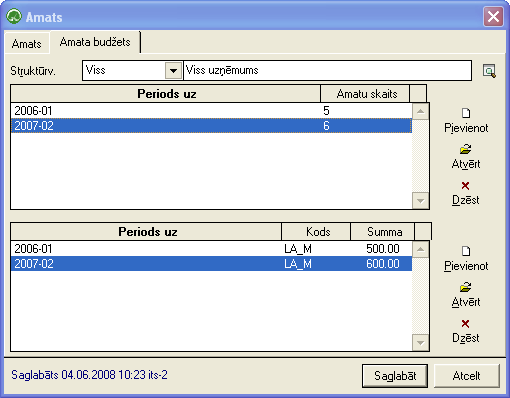 Amats
Amats Amata budžets
Struktūrv. Viss Viss uzņēmums
Periods uz Amatu skaits
2006-01 5
2007-02 6
Pievienot
Atvērt
Dzēst
Periods uz Kods Summa
2006-01 LA_M 500.00
2007-02 LA_M 600.00
Pievienot
Atvērt
Dzēst
Saglabāts 04.06.2008 10:23 its-2 Saglabāt Atcelt